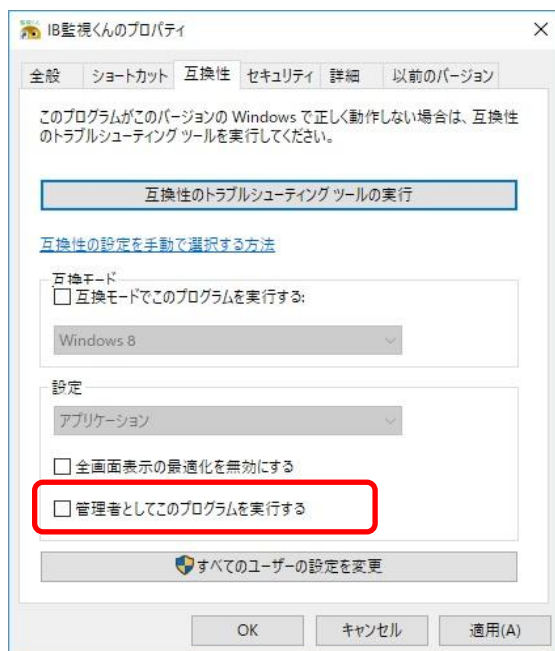 IB監視くんのプロパティ
全般 ショートカット 互換性 セキュリティ 詳細 以前のバージョン
このプログラムがこのバージョンの Windows で正しく動作しない場合は、互換性
のトラブルシューティング ツールを実行してください。
互換性のトラブルシューティング ツールの実行
互換性の設定を手動で選択する方法
互換モード
互換モードでこのプログラムを実行する:
Windows 8
設定
アプリケーション
全画面表示の最適化を無効にする
管理者としてこのプログラムを実行する
すべてのユーザーの設定を変更
OK キャンセル 適用(A)